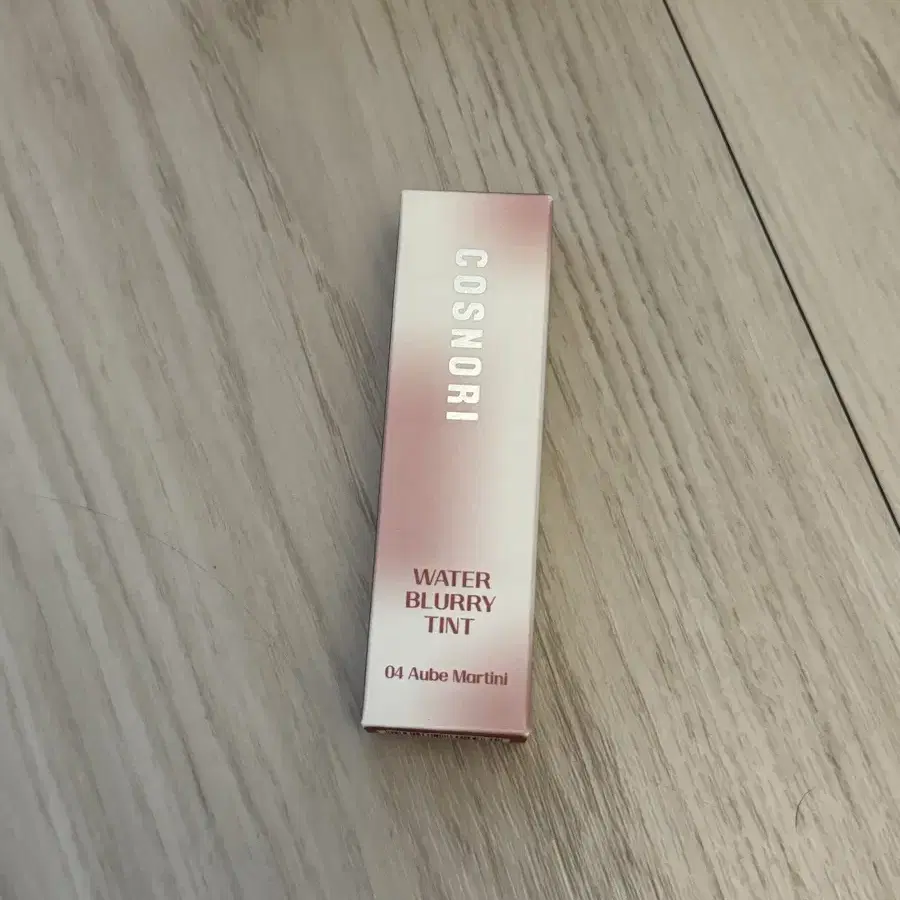 COSNORI
WATER
BLURRY
TINT
04 Aube Martini